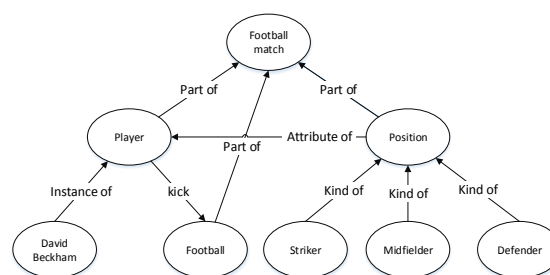 Football
match
Part of
Part of
Player
Part of
Attribute of
Position
Instance of
kick
Kind of
Kind of
Kind of
David
Beckham
Football
Striker
Midfielder
Defender